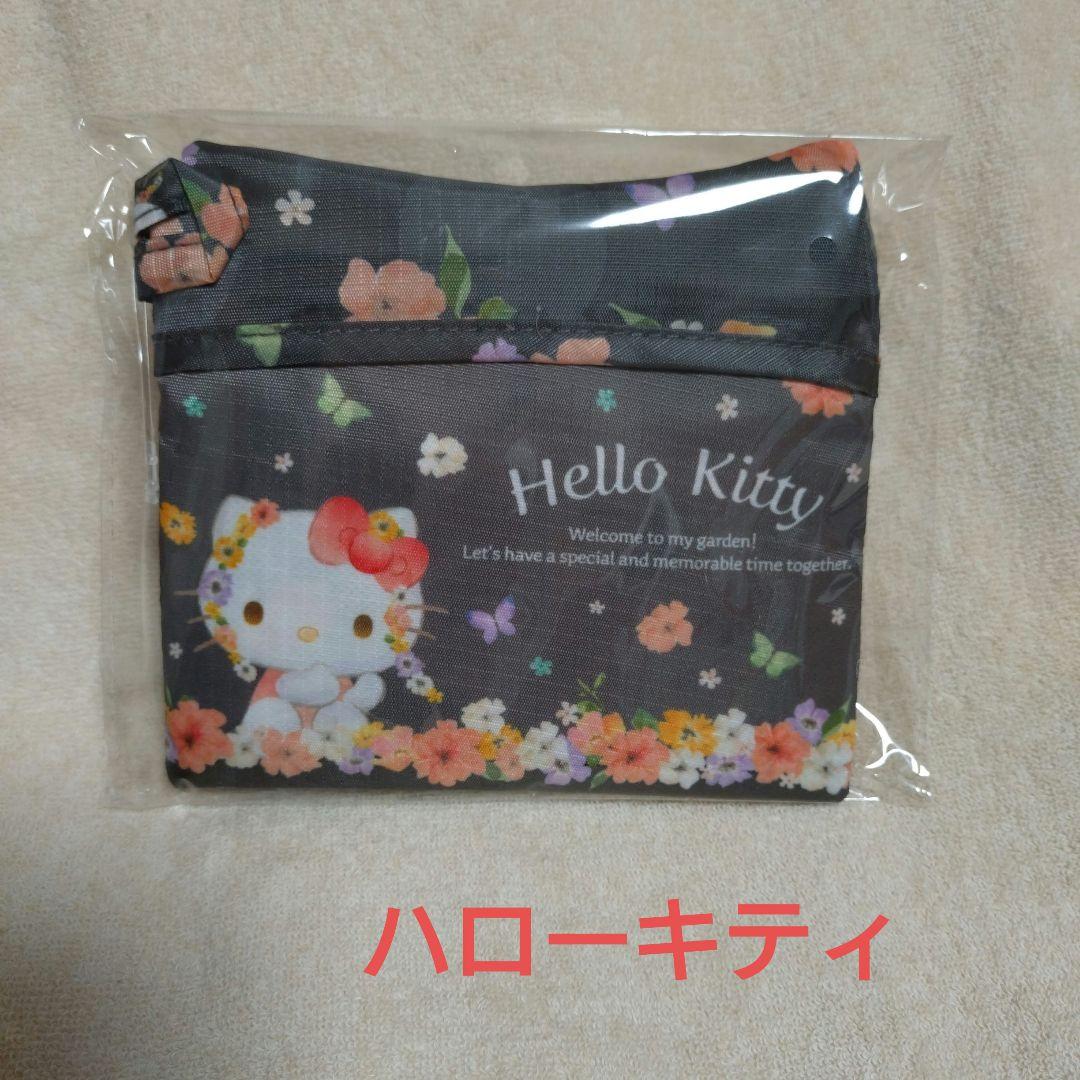 Hello Kitty
Welcome to my garden!
Let's have a special and memorable time together.
ハローキティ